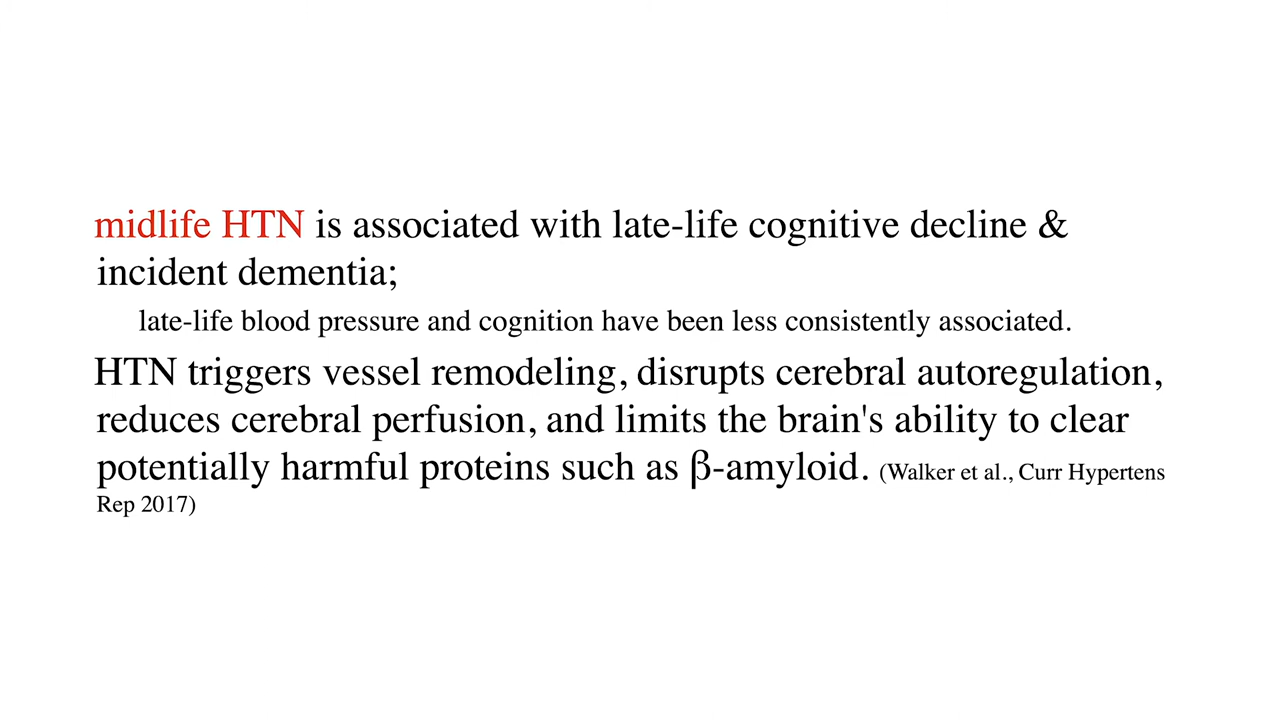 midlife HTN is associated with late-life cognitive decline &
incident dementia;
late-life blood pressure and cognition have been less consistently associated.
HTN triggers vessel remodeling, disrupts cerebral autoregulation,
reduces cerebral perfusion, and limits the brain's ability to clear
potentially harmful proteins such as β-amyloid. (Walker et al., Curr Hypertens
Rep 2017)